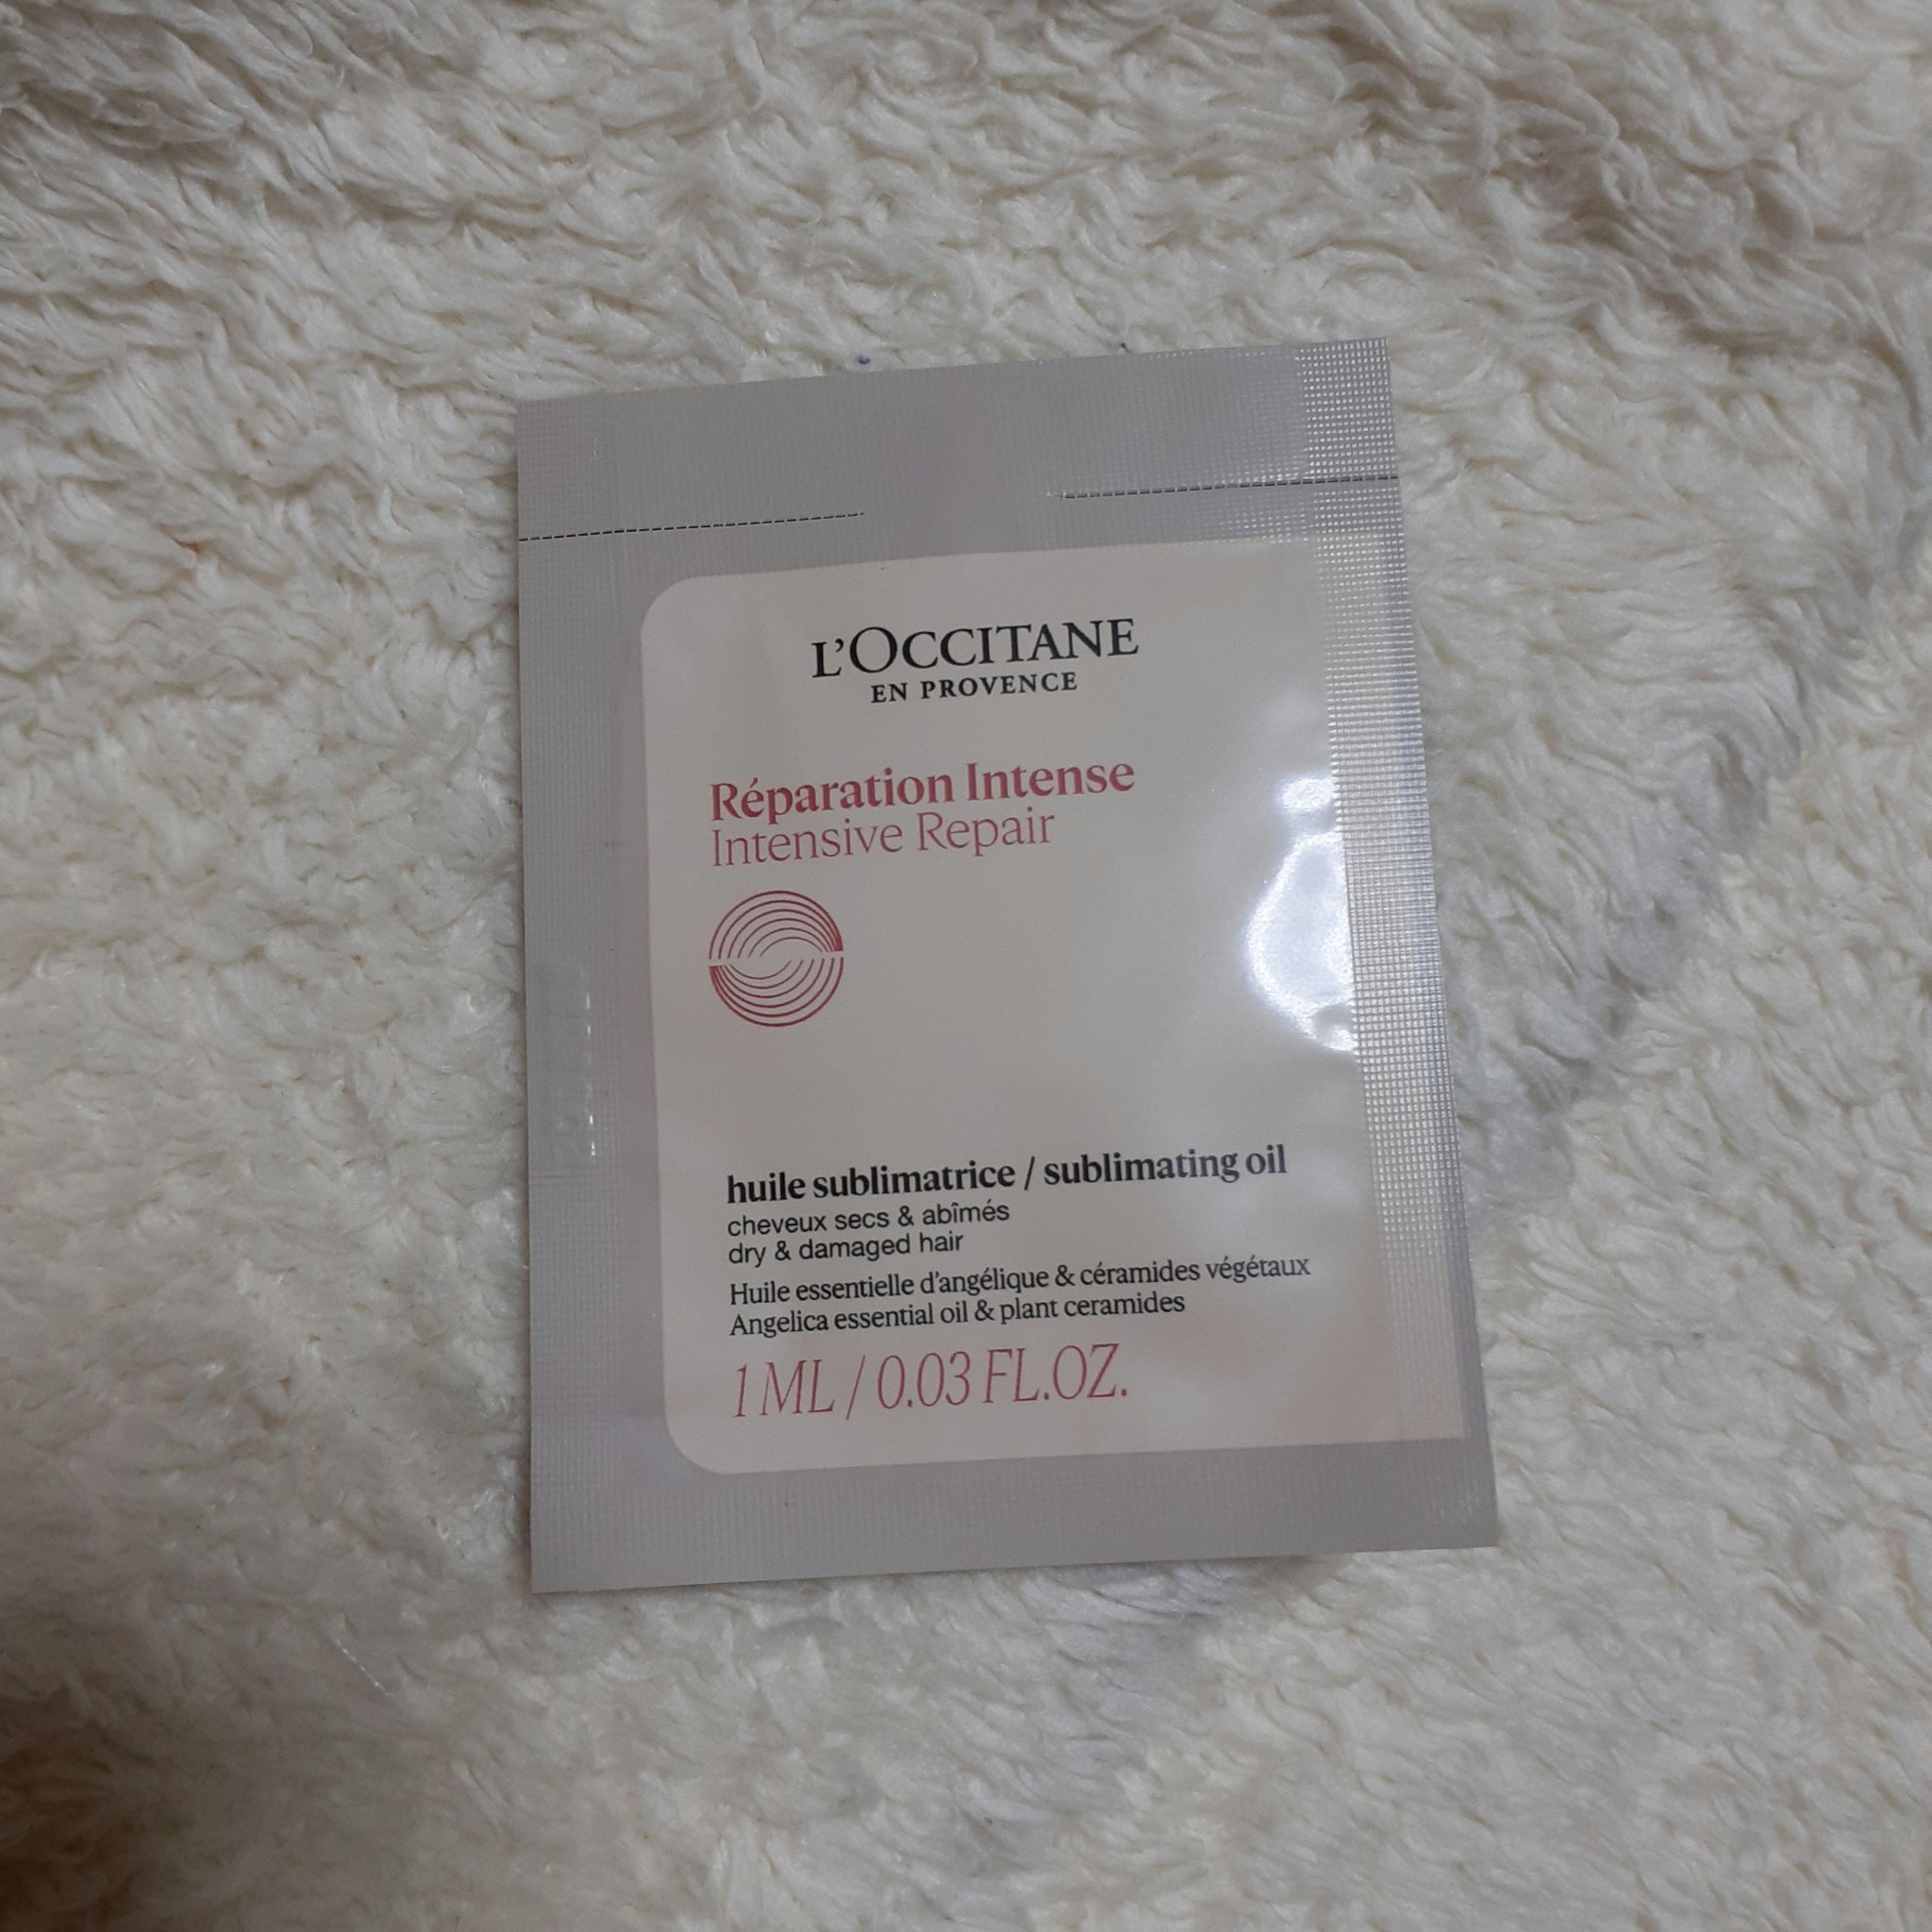 L'OCCITANE
EN PROVENCE
Réparation Intense
Intensive Repair
huile sublimatrice / sublimating oil
cheveux secs & abîmés
dry & damaged hair
Huile essentielle d'angélique & céramides végétaux
Angelica essential oil & plant ceramides
1 ML / 0.03 FL.OZ.